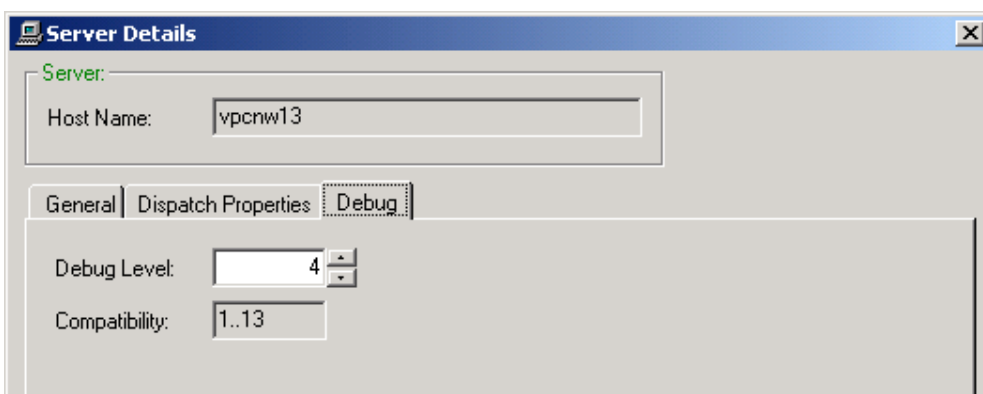 Server Details
Server:
Host Name: vpcnw13
General Dispatch Properties Debug
Debug Level: 4
Compatibility: 1..13